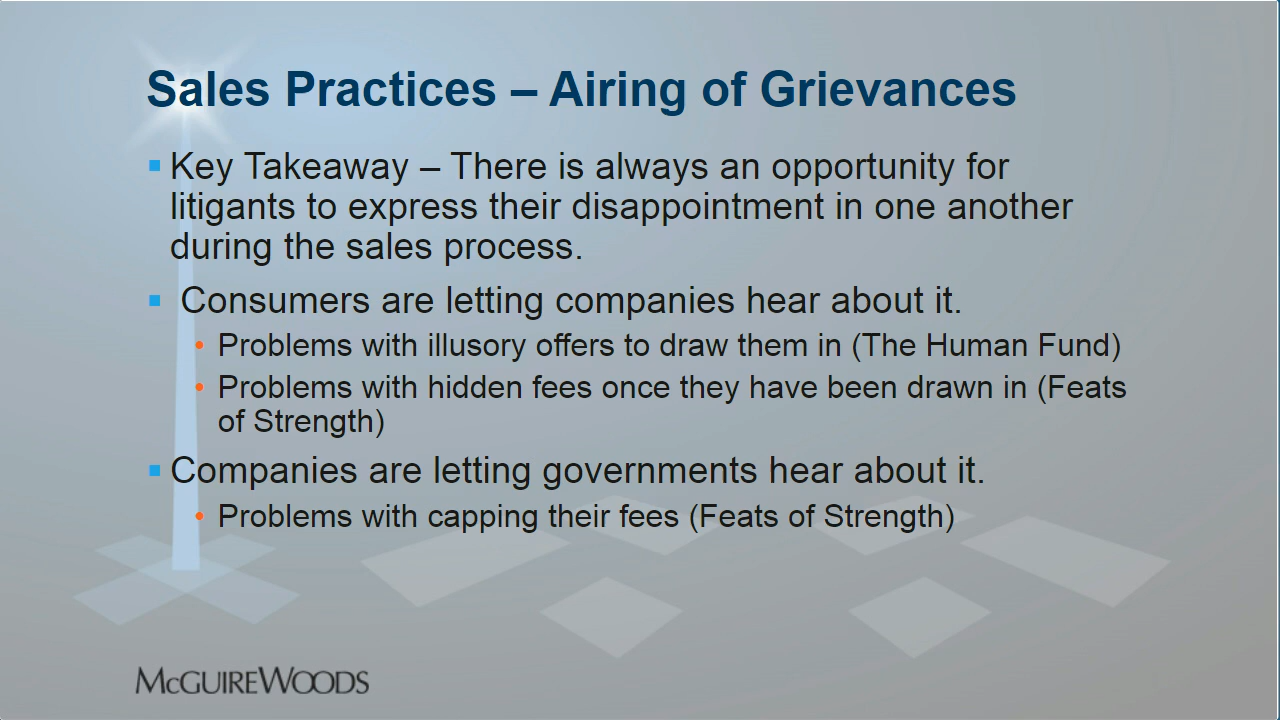 Sales Practices – Airing of Grievances
Key Takeaway – There is always an opportunity for
litigants to express their disappointment in one another
during the sales process.
Consumers are letting companies hear about it.
Problems with illusory offers to draw them in (The Human Fund)
Problems with hidden fees once they have been drawn in (Feats
of Strength)
Companies are letting governments hear about it.
Problems with capping their fees (Feats of Strength)
McGuireWoods